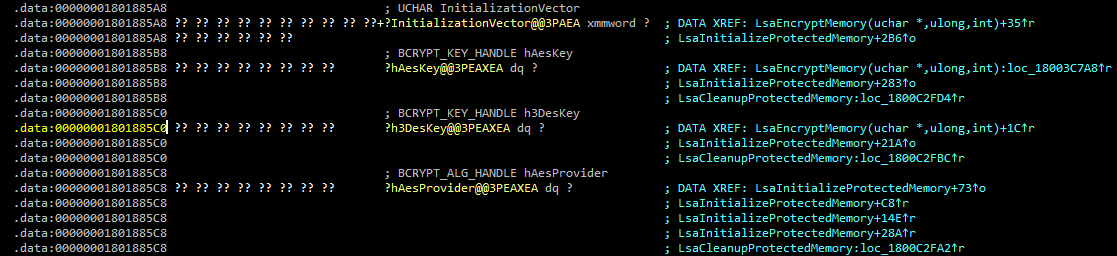 .data:00000001801885A8 ; UCHAR InitializationVector
.data:00000001801885A8 ?? ?? ?? ?? ?? ?? ?? ?? ?? ??+?InitializationVector@@3PAEA xmmword ? ; DATA XREF: LsaEncryptMemory(uchar *,ulong,int)+35↑r
.data:00000001801885A8 ?? ?? ?? ?? ?? ?? ; LsaInitializeProtectedMemory+2B6↑o
.data:00000001801885B8 ; BCRYPT_KEY_HANDLE hAesKey
.data:00000001801885B8 ?? ?? ?? ?? ?? ?? ?? ?? ?hAesKey@@3PEAXEA dq ? ; DATA XREF: LsaEncryptMemory(uchar *,ulong,int):loc_18003C7A8↑r
.data:00000001801885B8 ; LsaInitializeProtectedMemory+283↑o
.data:00000001801885B8 ; LsaCleanupProtectedMemory:loc_1800C2FD4↑r
.data:00000001801885C0 ; BCRYPT_KEY_HANDLE h3DesKey
.data:00000001801885C0 ?? ?? ?? ?? ?? ?? ?? ?? ?h3DesKey@@3PEAXEA dq ? ; DATA XREF: LsaEncryptMemory(uchar *,ulong,int)+1C↑r
.data:00000001801885C0 ; LsaInitializeProtectedMemory+21A↑o
.data:00000001801885C0 ; LsaCleanupProtectedMemory:loc_1800C2FBC↑r
.data:00000001801885C8 ; BCRYPT_ALG_HANDLE hAesProvider
.data:00000001801885C8 ?? ?? ?? ?? ?? ?? ?? ?? ?hAesProvider@@3PEAXEA dq ? ; DATA XREF: LsaInitializeProtectedMemory+73↑o
.data:00000001801885C8 ; LsaInitializeProtectedMemory+C8↑r
.data:00000001801885C8 ; LsaInitializeProtectedMemory+14E↑r
.data:00000001801885C8 ; LsaInitializeProtectedMemory+28A↑r
.data:00000001801885C8 ; LsaCleanupProtectedMemory:loc_1800C2FA2↑r